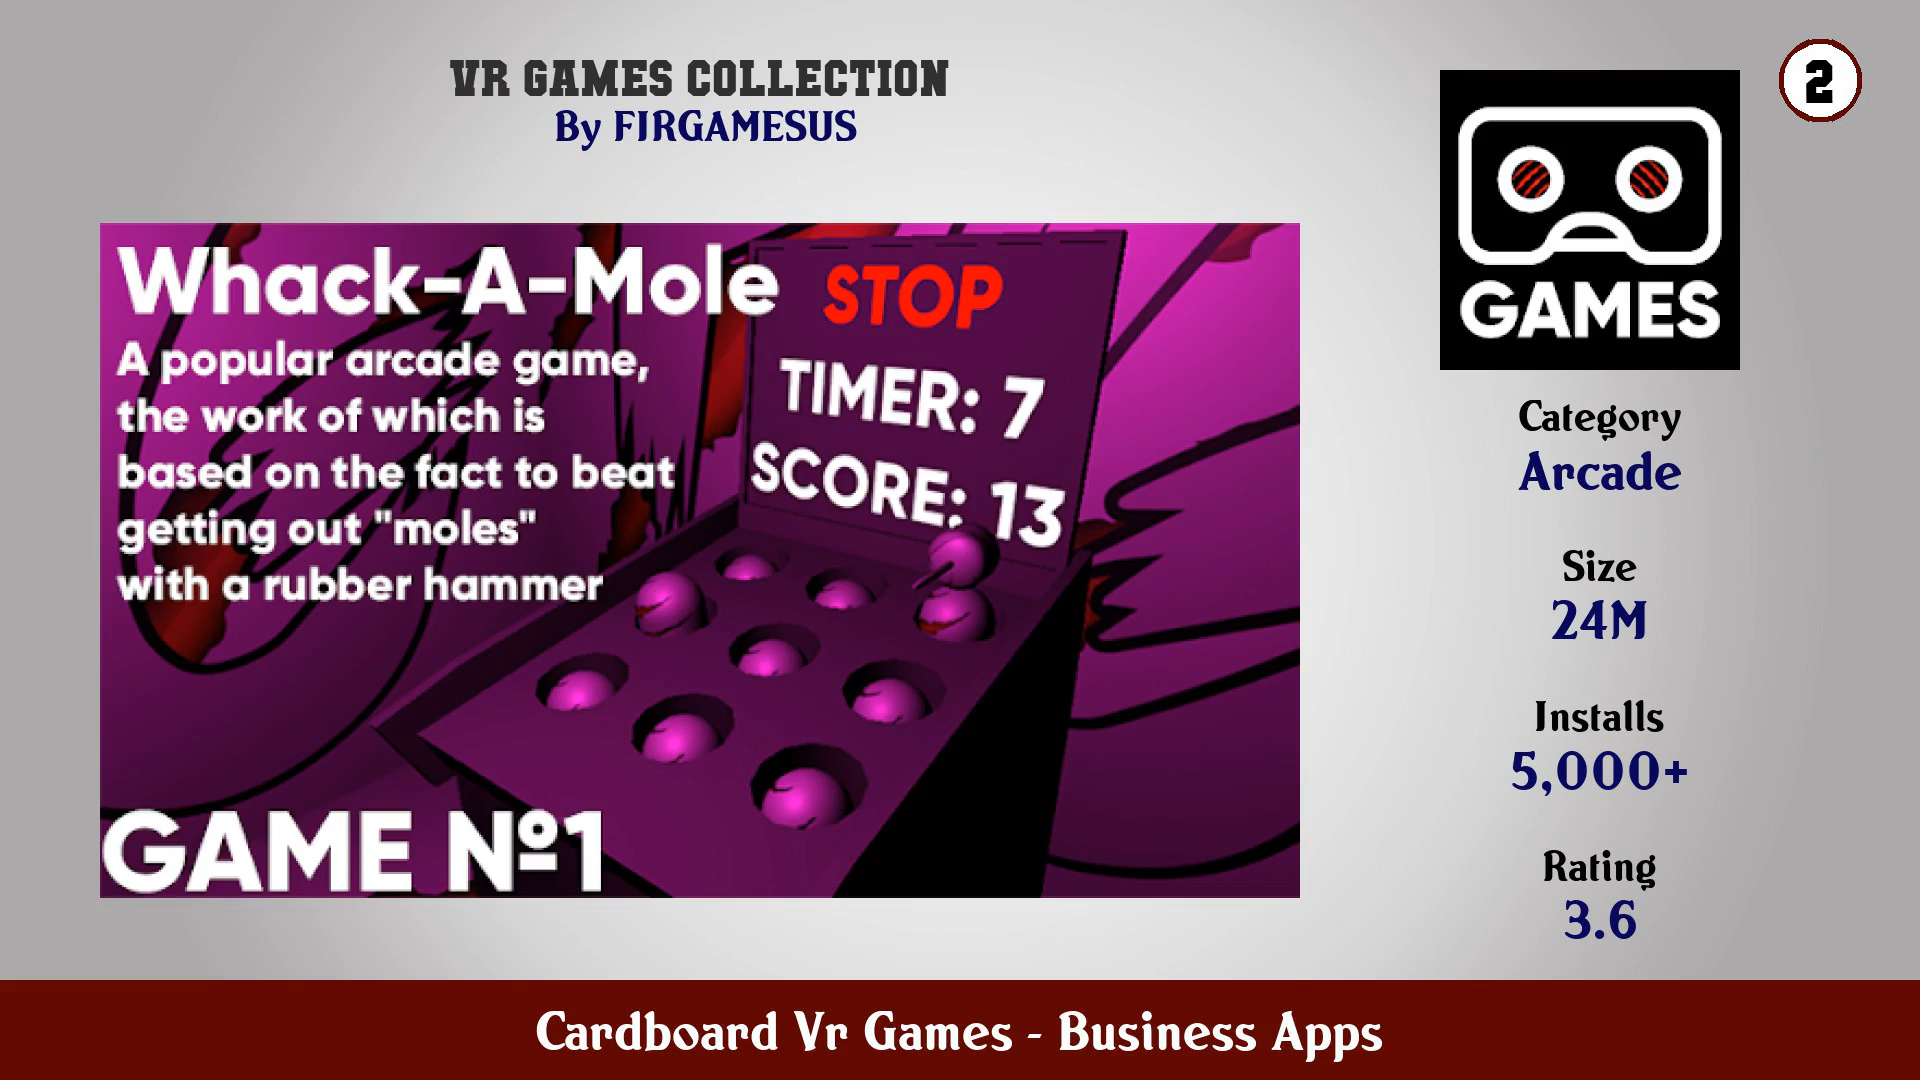 VR GAMES COLLECTION
By FIRGAMESUS
2
Whack-A-Mole
A popular arcade game,
the work of which is
based on the fact to beat
getting out "moles"
with a rubber hammer
STOP
TIMER: 7
SCORE: 13
GAME №1
GAMES
Category
Arcade
Size
24M
Installs
5,000+
Rating
3.6
Cardboard Vr Games - Business Apps